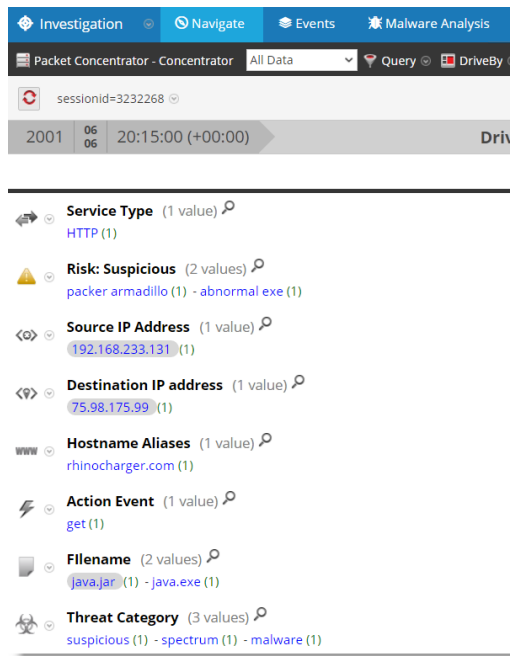 Investigation Navigate Events Malware Analysis
Packet Concentrator - Concentrator All Data Query DriveBy
sessionid=3232268
2001 06 06 20:15:00 (+00:00) Driv
Service Type (1 value)
HTTP (1)
Risk: Suspicious (2 values)
packer armadillo (1) - abnormal exe (1)
Source IP Address (1 value)
192.168.233.131 (1)
Destination IP address (1 value)
75.98.175.99 (1)
www Hostname Aliases (1 value)
rhinocharger.com (1)
Action Event (1 value)
get (1)
FIlename (2 values)
java.jar (1) - java.exe (1)
Threat Category (3 values)
suspicious (1) - spectrum (1) - malware (1)